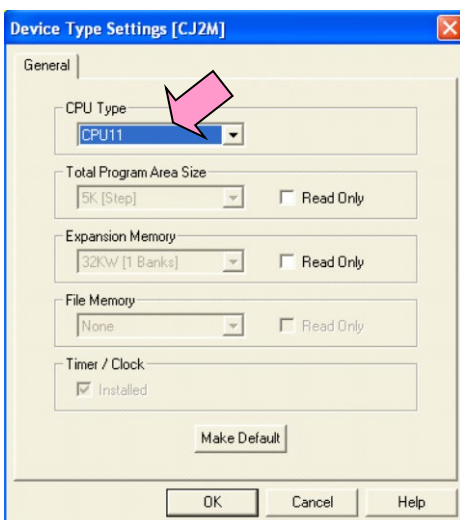 Device Type Settings [CJ2M]
General
CPU Type
CPU11
Total Program Area Size
5K [Step]
Read Only
Expansion Memory
32KW [1 Banks]
Read Only
File Memory
None
Read Only
Timer / Clock
Installed
Make Default
OK
Cancel
Help